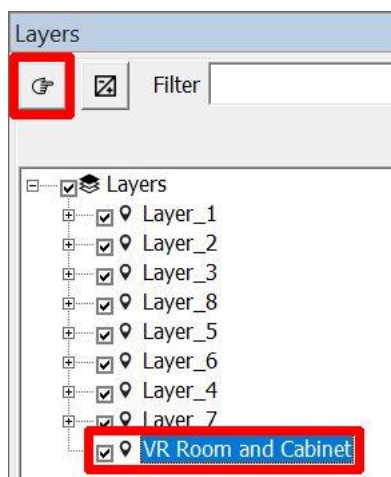 Layers
Filter
Layers
Layer_1
Layer_2
Layer_3
Layer_8
Layer_5
Layer_6
Layer_4
Layer_7
VR Room and Cabinet